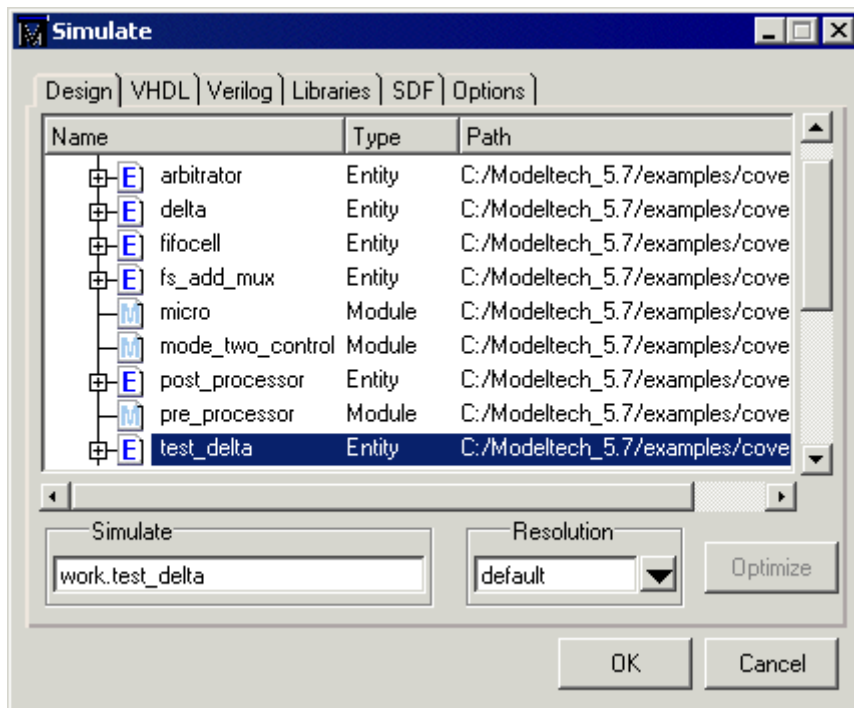 Simulate
Design VHDL Verilog Libraries SDF Options
Name Type Path
E arbitrator Entity C:/Modeltech_5.7/examples/cove
E delta Entity C:/Modeltech_5.7/examples/cove
E fifocell Entity C:/Modeltech_5.7/examples/cove
E fs_add_mux Entity C:/Modeltech_5.7/examples/cove
M micro Module C:/Modeltech_5.7/examples/cove
M mode_two_control Module C:/Modeltech_5.7/examples/cove
E post_processor Entity C:/Modeltech_5.7/examples/cove
M pre_processor Module C:/Modeltech_5.7/examples/cove
E test_delta Entity C:/Modeltech_5.7/examples/cove
Simulate Resolution
work.test_delta default Optimize
OK Cancel